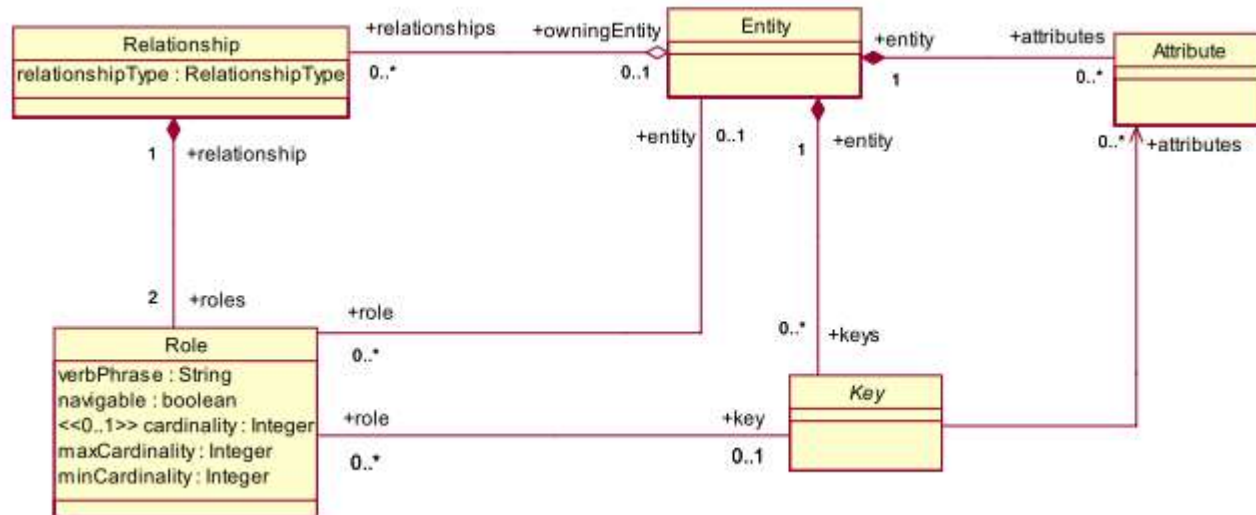 +relationships
+owningEntity
Entity
+entity
+attributes
Relationship
relationshipType : RelationshipType
0..*
0..1
1
0..*
Attribute
+entity
0..1
1
+entity
0..*
+attributes
1
+relationship
2
+roles
+role
0..*
0..*
+keys
Role
verbPhrase : String
navigable : boolean
<<0..1>> cardinality : Integer
maxCardinality : Integer
minCardinality : Integer
+role
0..*
+key
0..1
Key